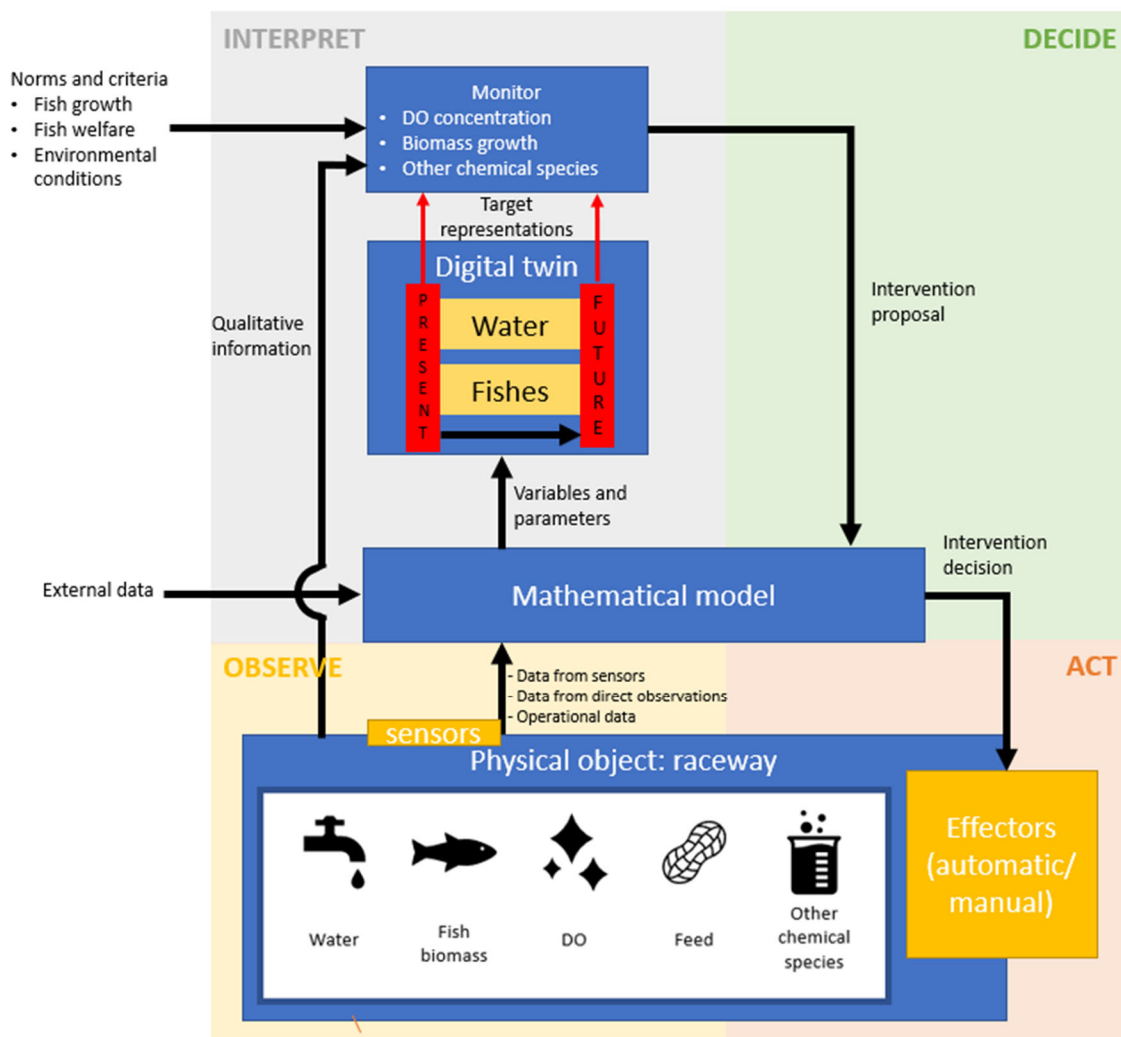 INTERPRET
DECIDE
Norms and criteria
• Fish growth
• Fish welfare
• Environmental
conditions
Monitor
• DO concentration
• Biomass growth
• Other chemical species
Target
representations
Digital twin
PRESENT
Water
Fishes
FUTURE
Qualitative
information
Intervention
proposal
Variables and
parameters
External data
Mathematical model
Intervention
decision
OBSERVE
ACT
- Data from sensors
- Data from direct observations
- Operational data
sensors
Physical object: raceway
Water
Fish
biomass
DO
Feed
Other
chemical
species
Effectors
(automatic/
manual)